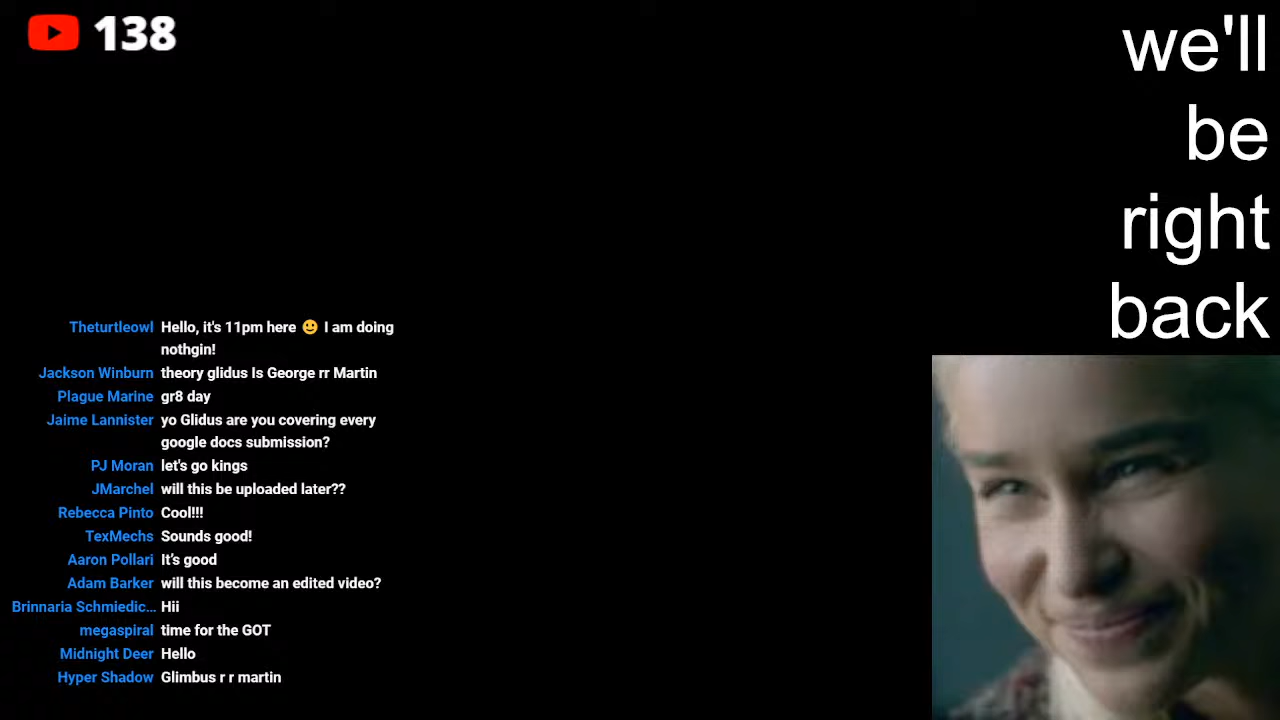 138
we'll
be
right
back
Theturtleowl Hello, it's 11pm here 🙂 I am doing
nothgin!
Jackson Winburn theory glidus Is George rr Martin
Plague Marine gr8 day
Jaime Lannister yo Glidus are you covering every
google docs submission?
PJ Moran let's go kings
JMarchel will this be uploaded later??
Rebecca Pinto Cool!!!
TexMechs Sounds good!
Aaron Pollari It’s good
Adam Barker will this become an edited video?
Brinnaria Schmiedic... Hii
megaspiral time for the GOT
Midnight Deer Hello
Hyper Shadow Glimbus r r martin